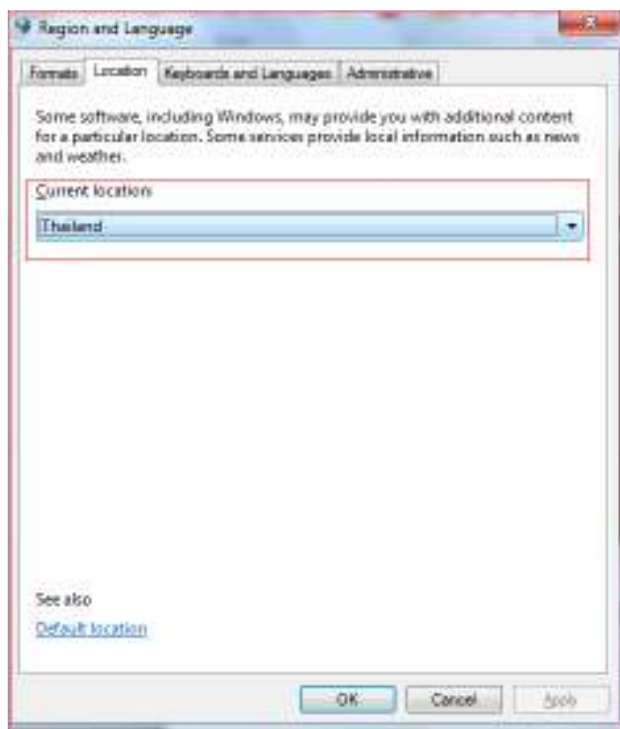 Region and Language
Formats Location Keyboards and Languages Administrative
Some software, including Windows, may provide you with additional content
for a particular location. Some services provide local information such as news
and weather.
Current location:
Thailand
See also
Default location
OK Cancel Apply